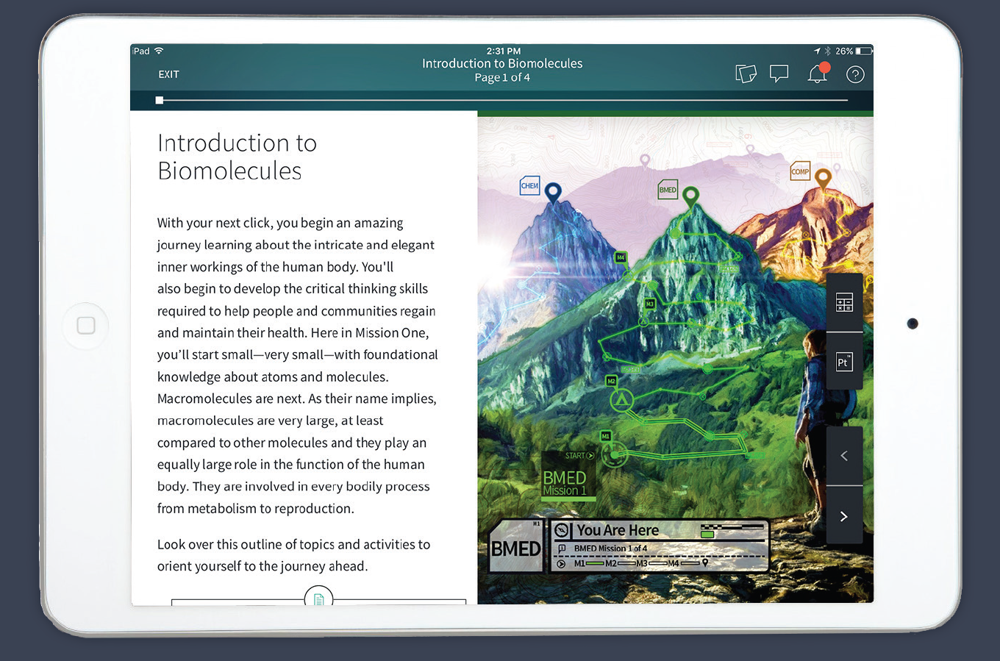 iPad
2:31 PM
26%
EXIT
Introduction to Biomolecules
Page 1 of 4
Introduction to
Biomolecules
With your next click, you begin an amazing
journey learning about the intricate and elegant
inner workings of the human body. You'll
also begin to develop the critical thinking skills
required to help people and communities regain
and maintain their health. Here in Mission One,
you’ll start small—very small—with foundational
knowledge about atoms and molecules.
Macromolecules are next. As their name implies,
macromolecules are very large, at least
compared to other molecules and they play an
equally large role in the function of the human
body. They are involved in every bodily process
from metabolism to reproduction.
Look over this outline of topics and activities to
orient yourself to the journey ahead.
CHEM
BMED
COMP
M4
M3
M2
M1
START
BMED
Mission 1
Pt
M1
BMED
You Are Here
1
BMED Mission 1 of 4
M1 M2 M3 M4